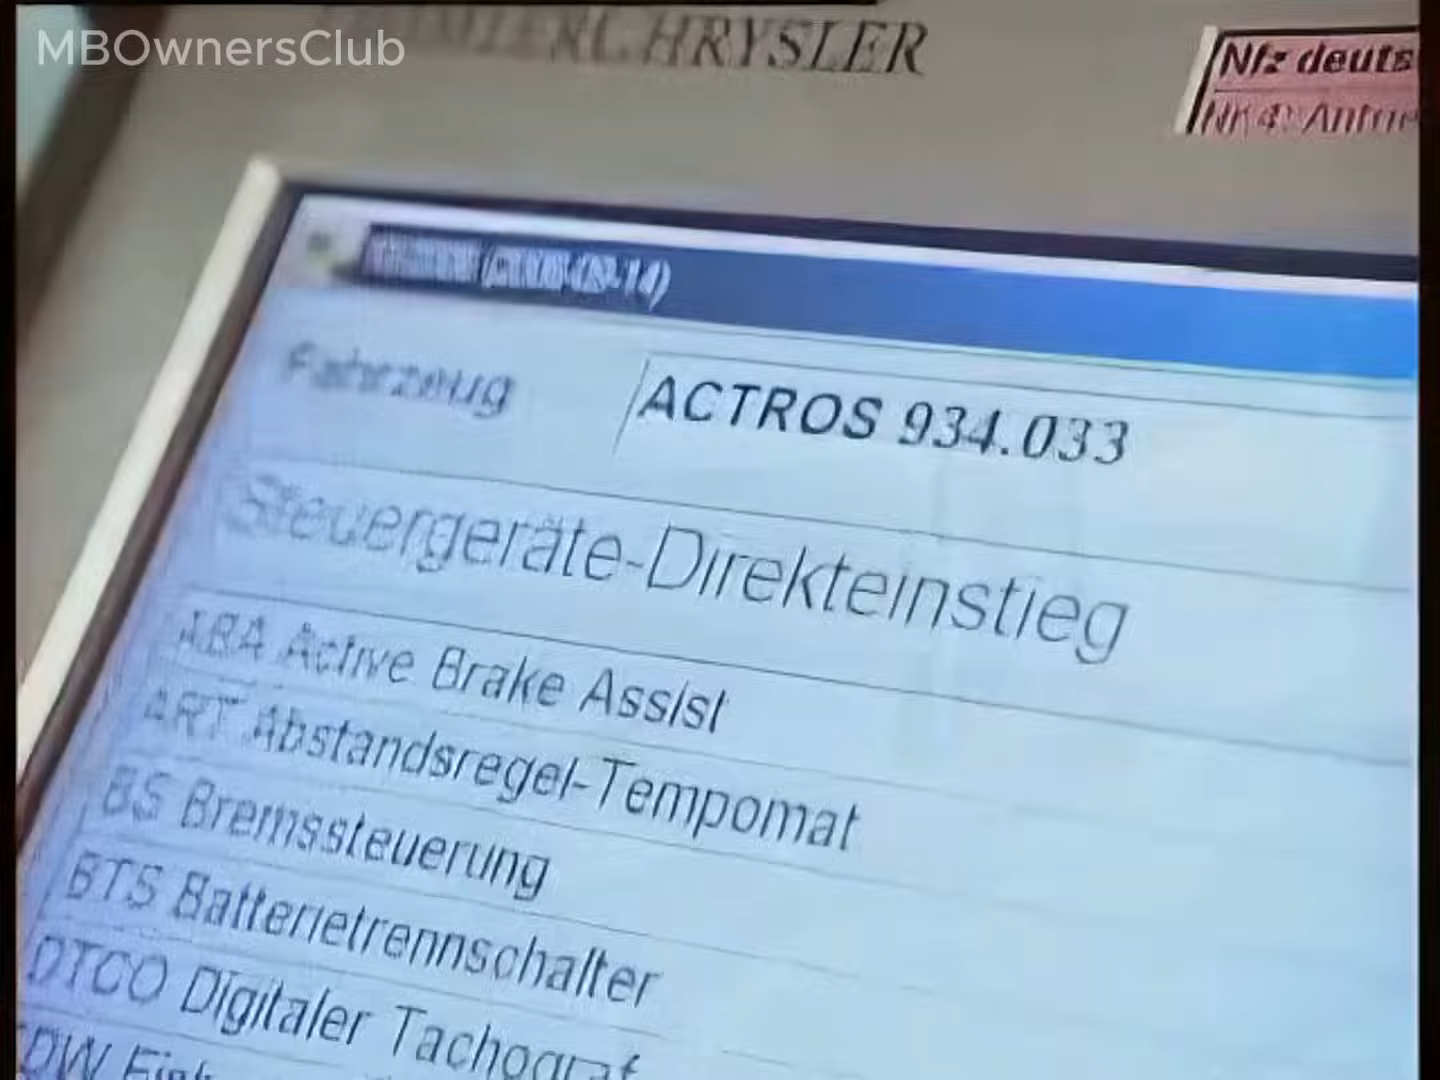 MBOwnersClub
CHRYSLER
Nfz deuts
Fahrzeug
ACTROS 934.033
Steuergeräte-Direkteinstieg
ABA Active Brake Assist
ART Abstandsregel-Tempomat
BS Bremssteuerung
BTS Batterietrennschalter
DTCO Digitaler Tachograf